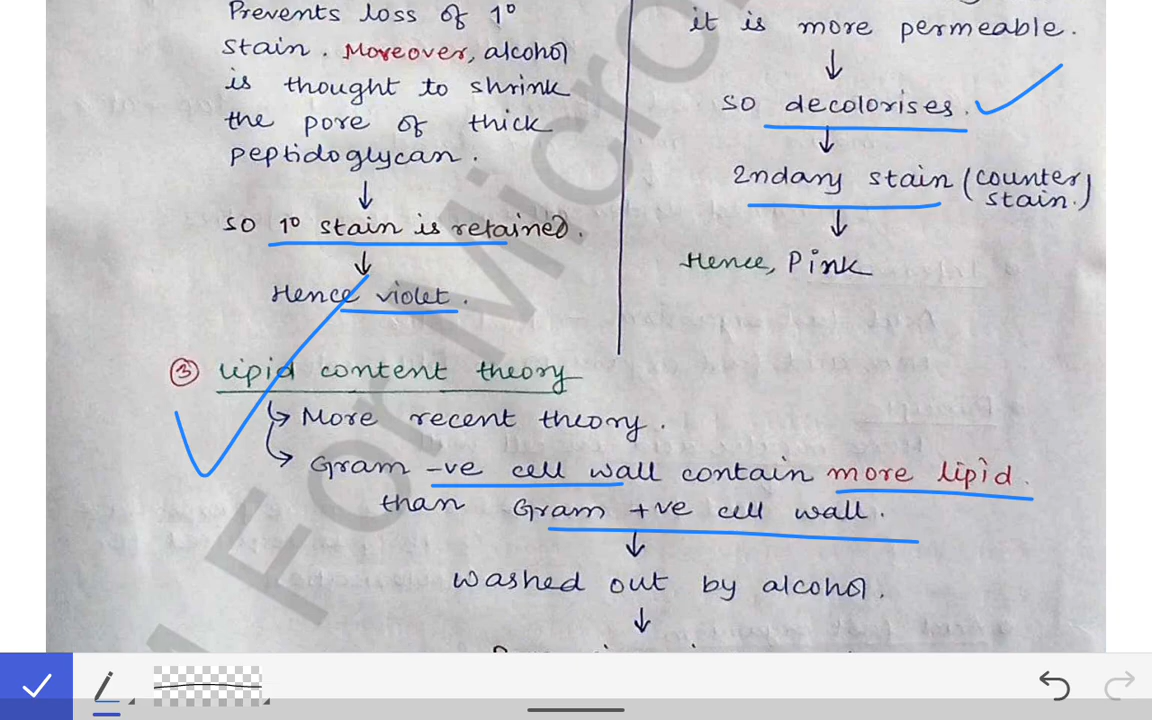 Prevents loss of 1°
stain. Moreover, alcohol
is thought to shrink
the pore of thick
peptidoglycan.
↓
so 1° stain is retained.
↓
Hence violet.
it is more permeable.
↓
so decolorises.
↓
2ndary stain (counter
stain.)
↓
Hence, Pink
③ lipid content theory
↳ More recent theory.
↳ Gram -ve cell wall contain more lipid.
than Gram +ve cell wall.
↓
washed out by alcohol.
↓
For Micro